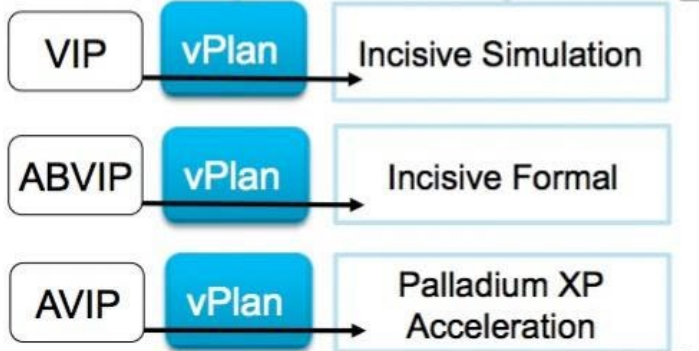 VIP vPlan Incisive Simulation
ABVIP vPlan Incisive Formal
AVIP vPlan Palladium XP
Acceleration